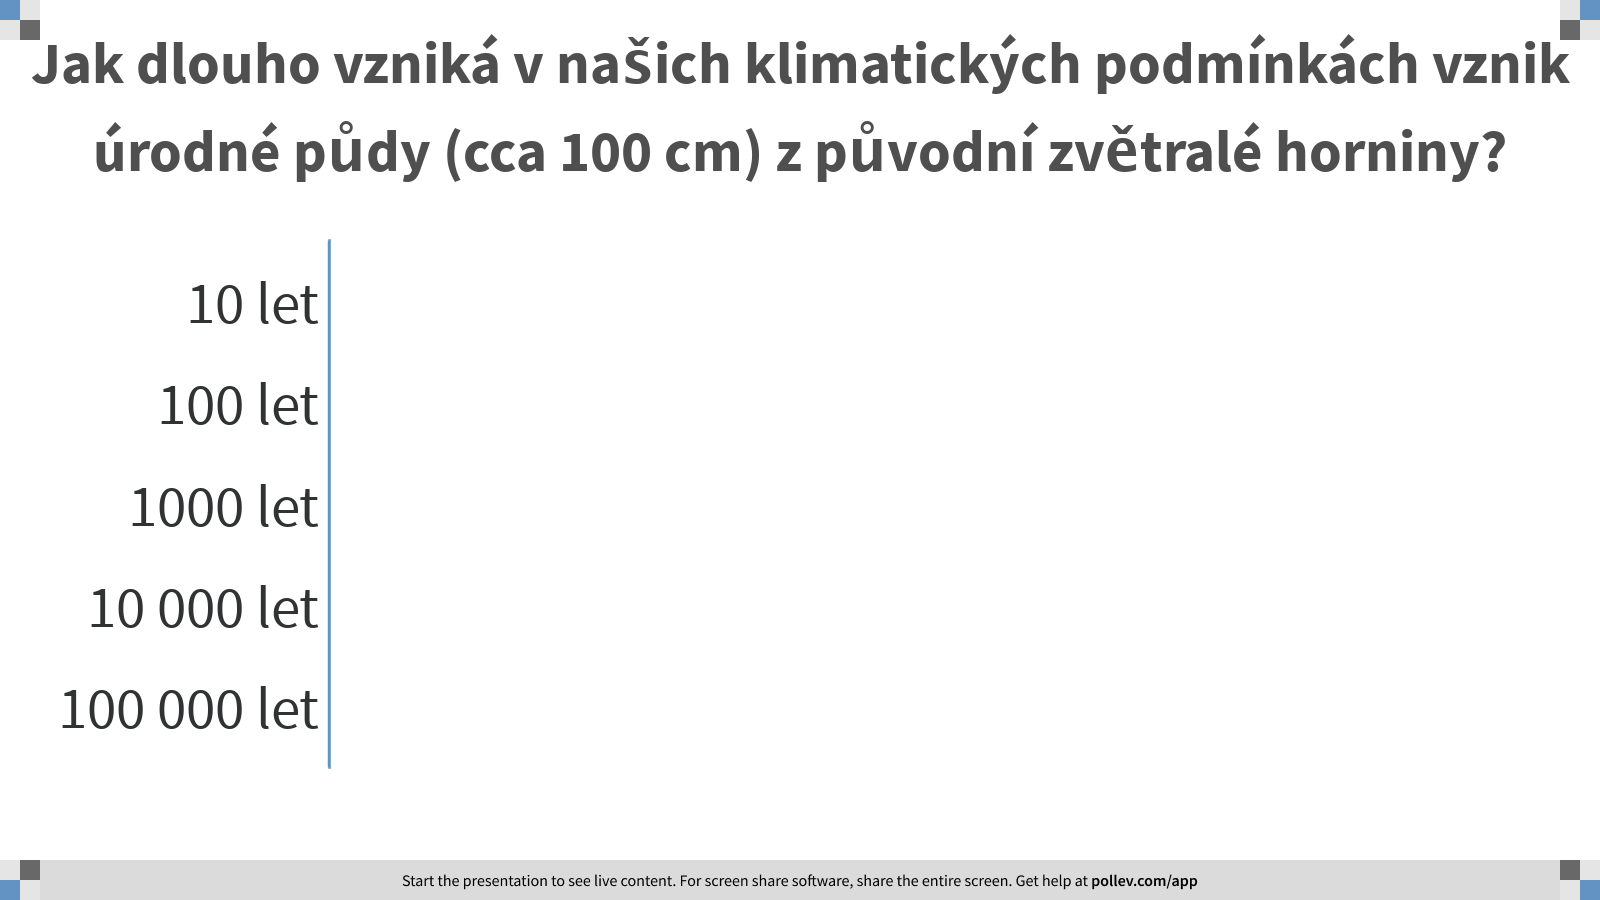 Jak dlouho vzniká v našich klimatických podmínkách vznik
úrodné půdy (cca 100 cm) z původní zvětralé horniny?
10 let
100 let
1000 let
10 000 let
100 000 let
Start the presentation to see live content. For screen share software, share the entire screen. Get help at pollev.com/app